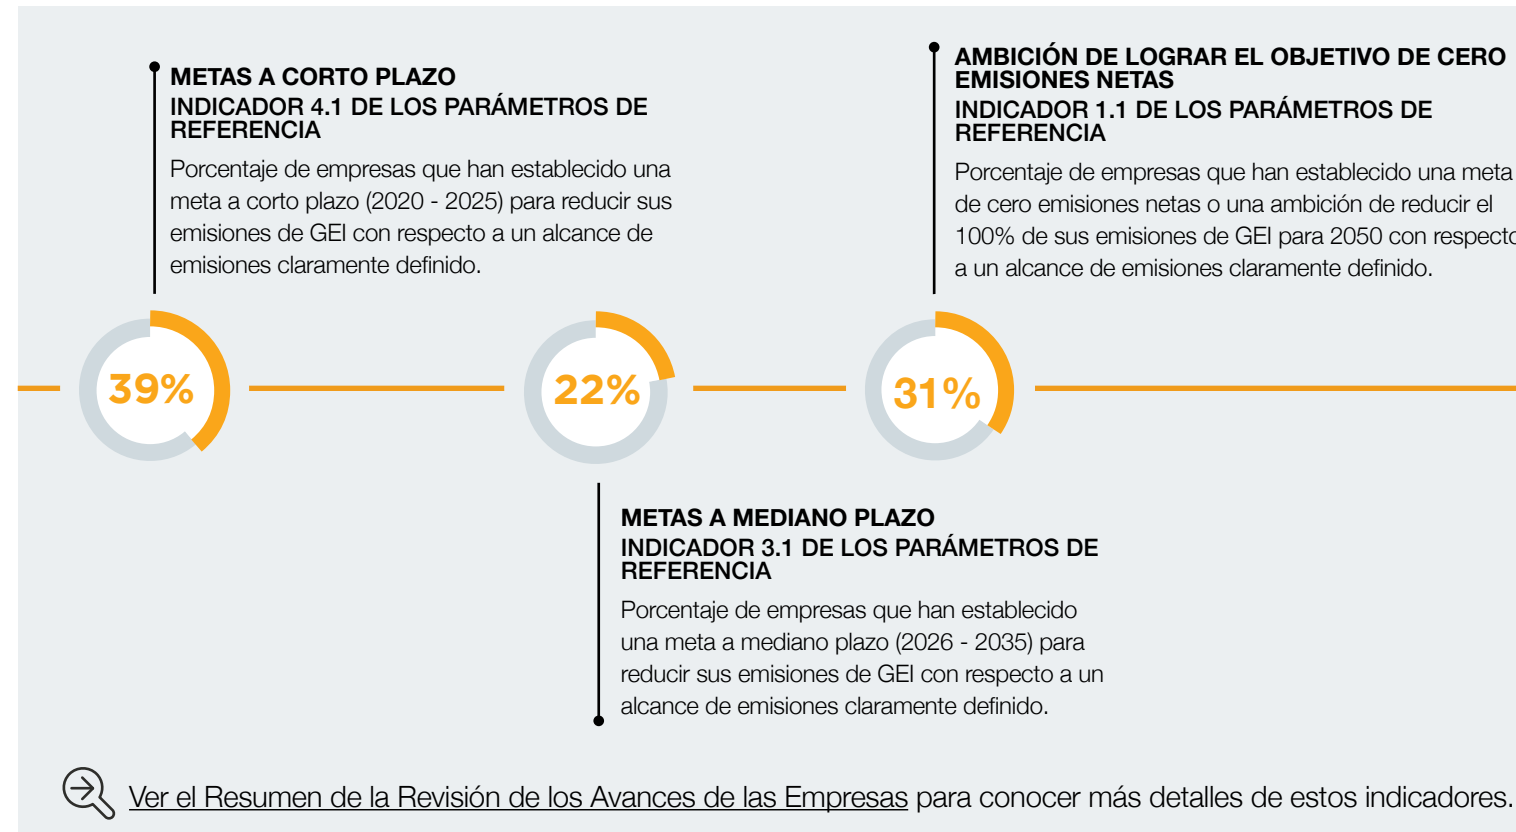 METAS A CORTO PLAZO
INDICADOR 4.1 DE LOS PARÁMETROS DE
REFERENCIA
Porcentaje de empresas que han establecido una
meta a corto plazo (2020 - 2025) para reducir sus
emisiones de GEI con respecto a un alcance de
emisiones claramente definido.
39%
22%
METAS A MEDIANO PLAZO
INDICADOR 3.1 DE LOS PARÁMETROS DE
REFERENCIA
Porcentaje de empresas que han establecido
una meta a mediano plazo (2026 - 2035) para
reducir sus emisiones de GEI con respecto a un
alcance de emisiones claramente definido.
AMBICIÓN DE LOGRAR EL OBJETIVO DE CERO
EMISIONES NETAS
INDICADOR 1.1 DE LOS PARÁMETROS DE
REFERENCIA
Porcentaje de empresas que han establecido una meta
de cero emisiones netas o una ambición de reducir el
100% de sus emisiones de GEI para 2050 con respecto
a un alcance de emisiones claramente definido.
31%
Ver el Resumen de la Revisión de los Avances de las Empresas para conocer más detalles de estos indicadores.